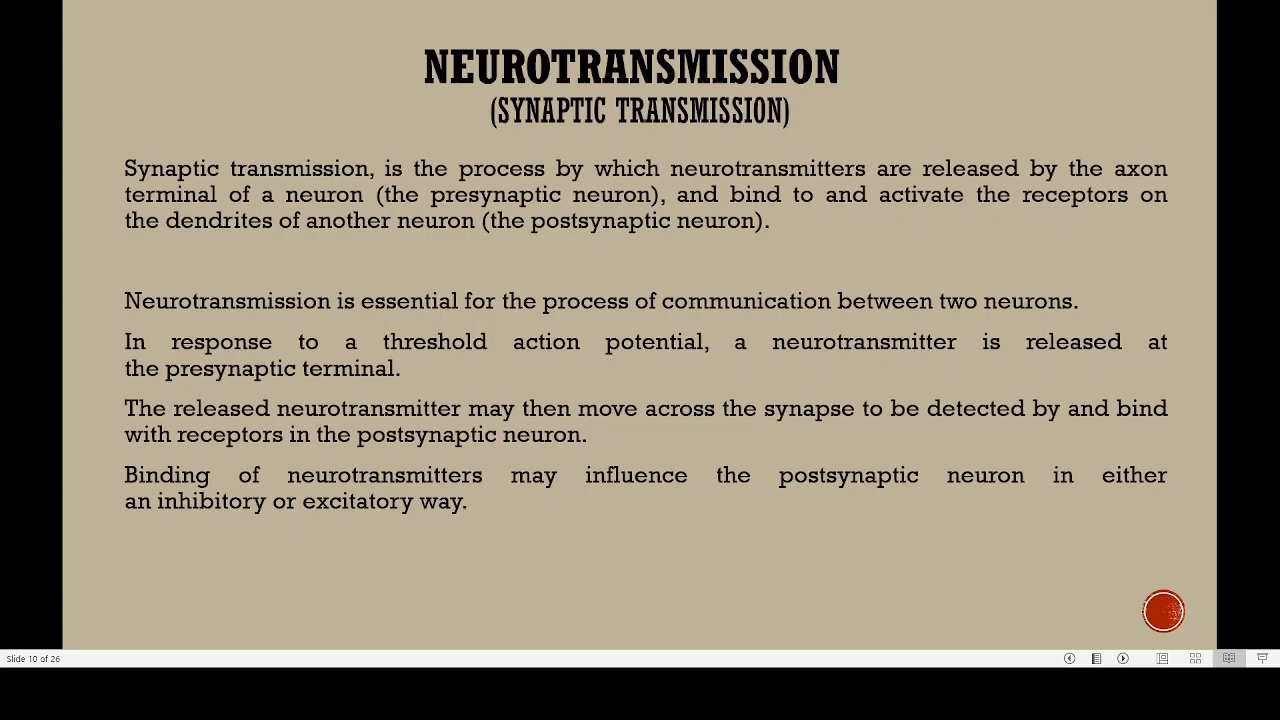 NEUROTRANSMISSION
(SYNAPTIC TRANSMISSION)
Synaptic transmission, is the process by which neurotransmitters are released by the axon
terminal of a neuron (the presynaptic neuron), and bind to and activate the receptors on
the dendrites of another neuron (the postsynaptic neuron).
Neurotransmission is essential for the process of communication between two neurons.
In response to a threshold action potential, a neurotransmitter is released at
the presynaptic terminal.
The released neurotransmitter may then move across the synapse to be detected by and bind
with receptors in the postsynaptic neuron.
Binding of neurotransmitters may influence the postsynaptic neuron in either
an inhibitory or excitatory way.
Slide 10 of 26